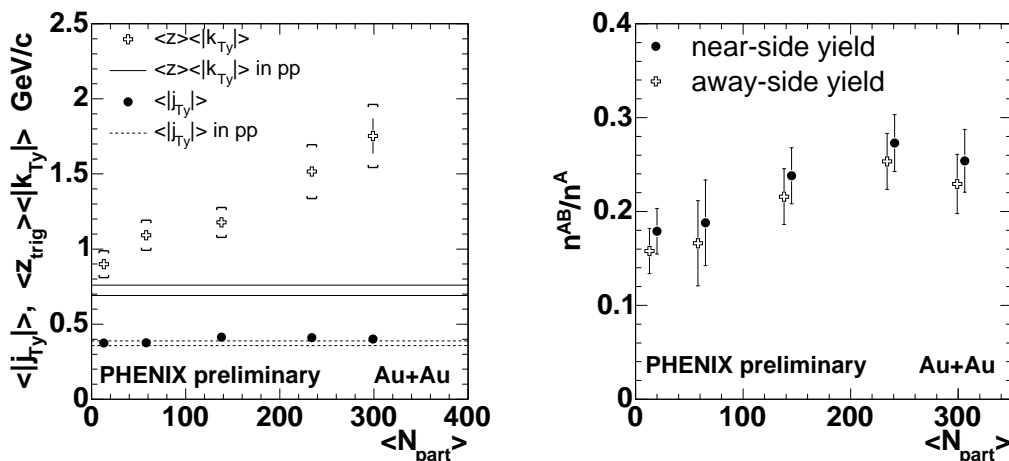 <|j_Ty|>, <z_trig><|k_Ty|> GeV/c
2.5
2
1.5
1
0.5
0
<z><|k_Ty|>
<z><|k_Ty|> in pp
<|j_Ty|>
<|j_Ty|> in pp
PHENIX preliminary Au+Au
0 100 200 300 400
<N_part>
n^AB/n^A
0.4
0.3
0.2
0.1
0
near-side yield
away-side yield
PHENIX preliminary Au+Au
0 100 200 300
<N_part>